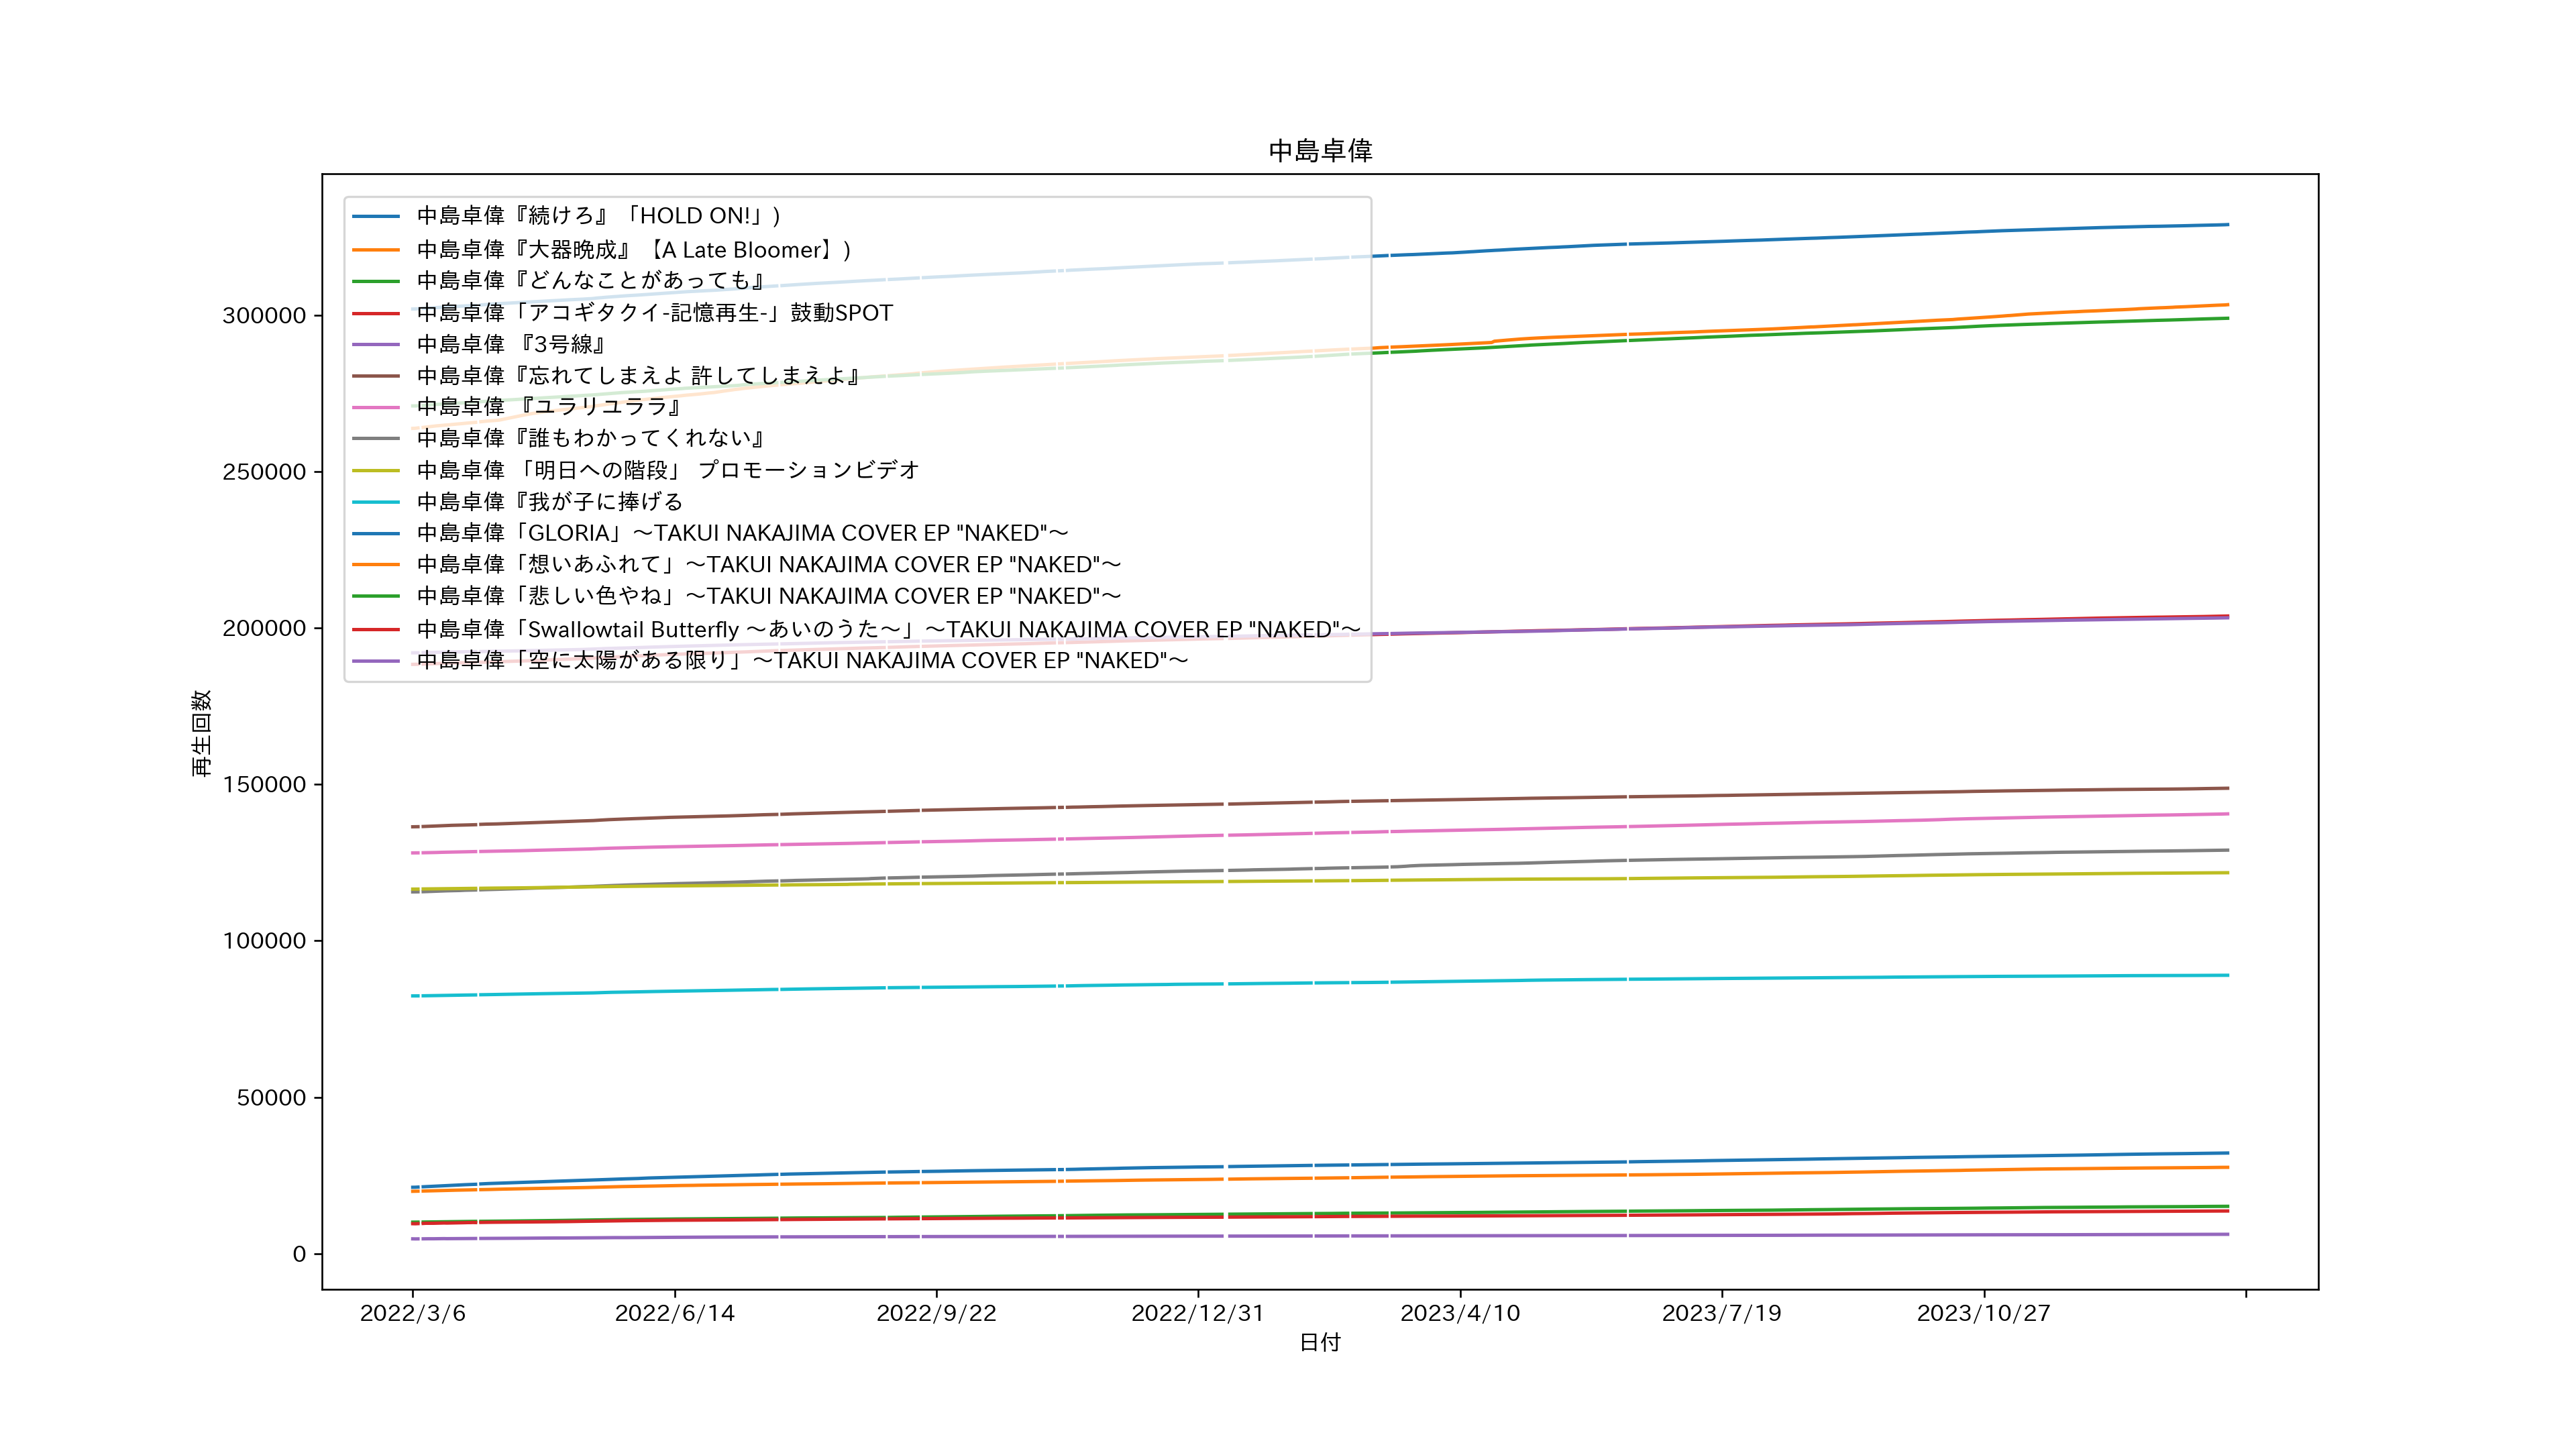 中島卓偉
中島卓偉『続けろ』「HOLD ON!」)
中島卓偉『大器晩成』【A Late Bloomer】)
中島卓偉『どんなことがあっても』
中島卓偉「アコギタクイ-記憶再生-」鼓動SPOT
中島卓偉 『3号線』
中島卓偉『忘れてしまえよ 許してしまえよ』
中島卓偉 『ユラリユララ』
中島卓偉『誰もわかってくれない』
中島卓偉 「明日への階段」 プロモーションビデオ
中島卓偉『我が子に捧げる
中島卓偉「GLORIA」～TAKUI NAKAJIMA COVER EP "NAKED"～
中島卓偉「想いあふれて」～TAKUI NAKAJIMA COVER EP "NAKED"～
中島卓偉「悲しい色やね」～TAKUI NAKAJIMA COVER EP "NAKED"～
中島卓偉「Swallowtail Butterfly ～あいのうた～」～TAKUI NAKAJIMA COVER EP "NAKED"～
中島卓偉「空に太陽がある限り」～TAKUI NAKAJIMA COVER EP "NAKED"～
再生回数
300000
250000
200000
150000
100000
50000
0
2022/3/6 2022/6/14 2022/9/22 2022/12/31 2023/4/10 2023/7/19 2023/10/27
日付